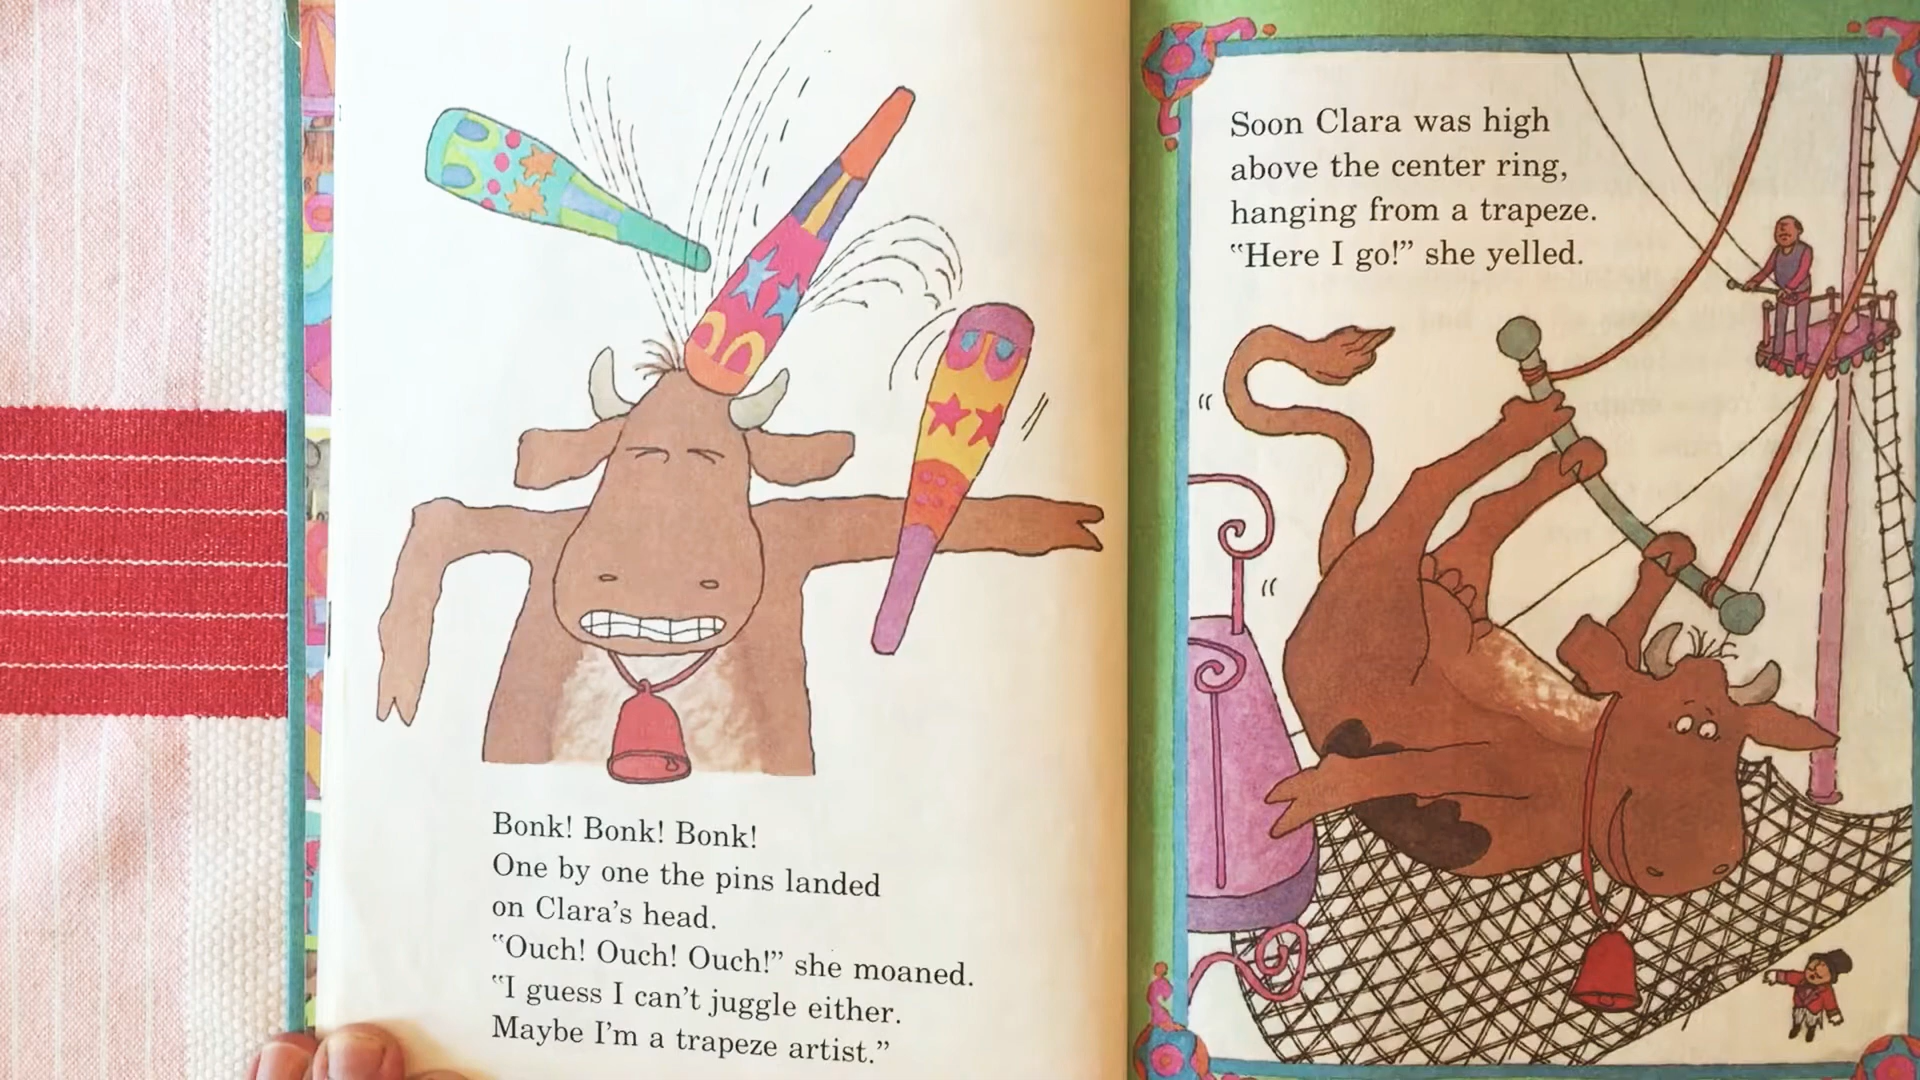 Bonk! Bonk! Bonk!
One by one the pins landed
on Clara's head.
"Ouch! Ouch! Ouch!" she moaned.
"I guess I can't juggle either.
Maybe I'm a trapeze artist."
Soon Clara was high
above the center ring,
hanging from a trapeze.
"Here I go!" she yelled.